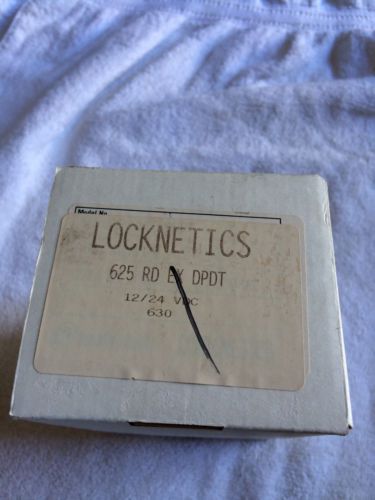 Model No.
LOCKNETICS
625 RD EX DPDT
12/24 VDC
630